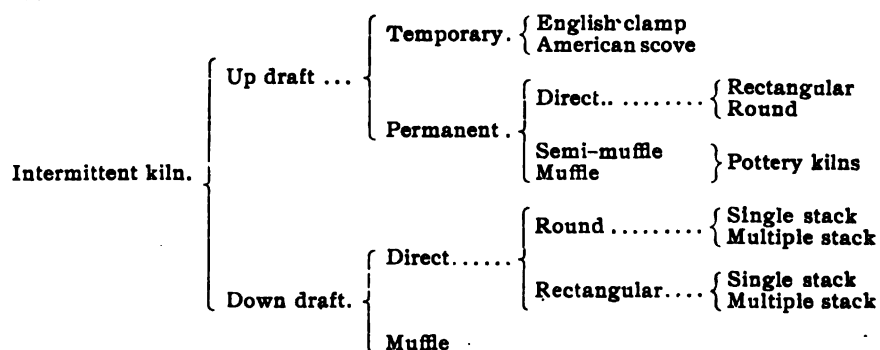 English clamp
Temporary. { American scove
Up draft ...
Direct.. ........ { Rectangular
Round
Permanent .
Semi-muffle
Muffle } Pottery kilns
Intermittent kiln.
Round ......... { Single stack
Multiple stack
Direct......
Rectangular.... { Single stack
Multiple stack
Down draft.
Muffle